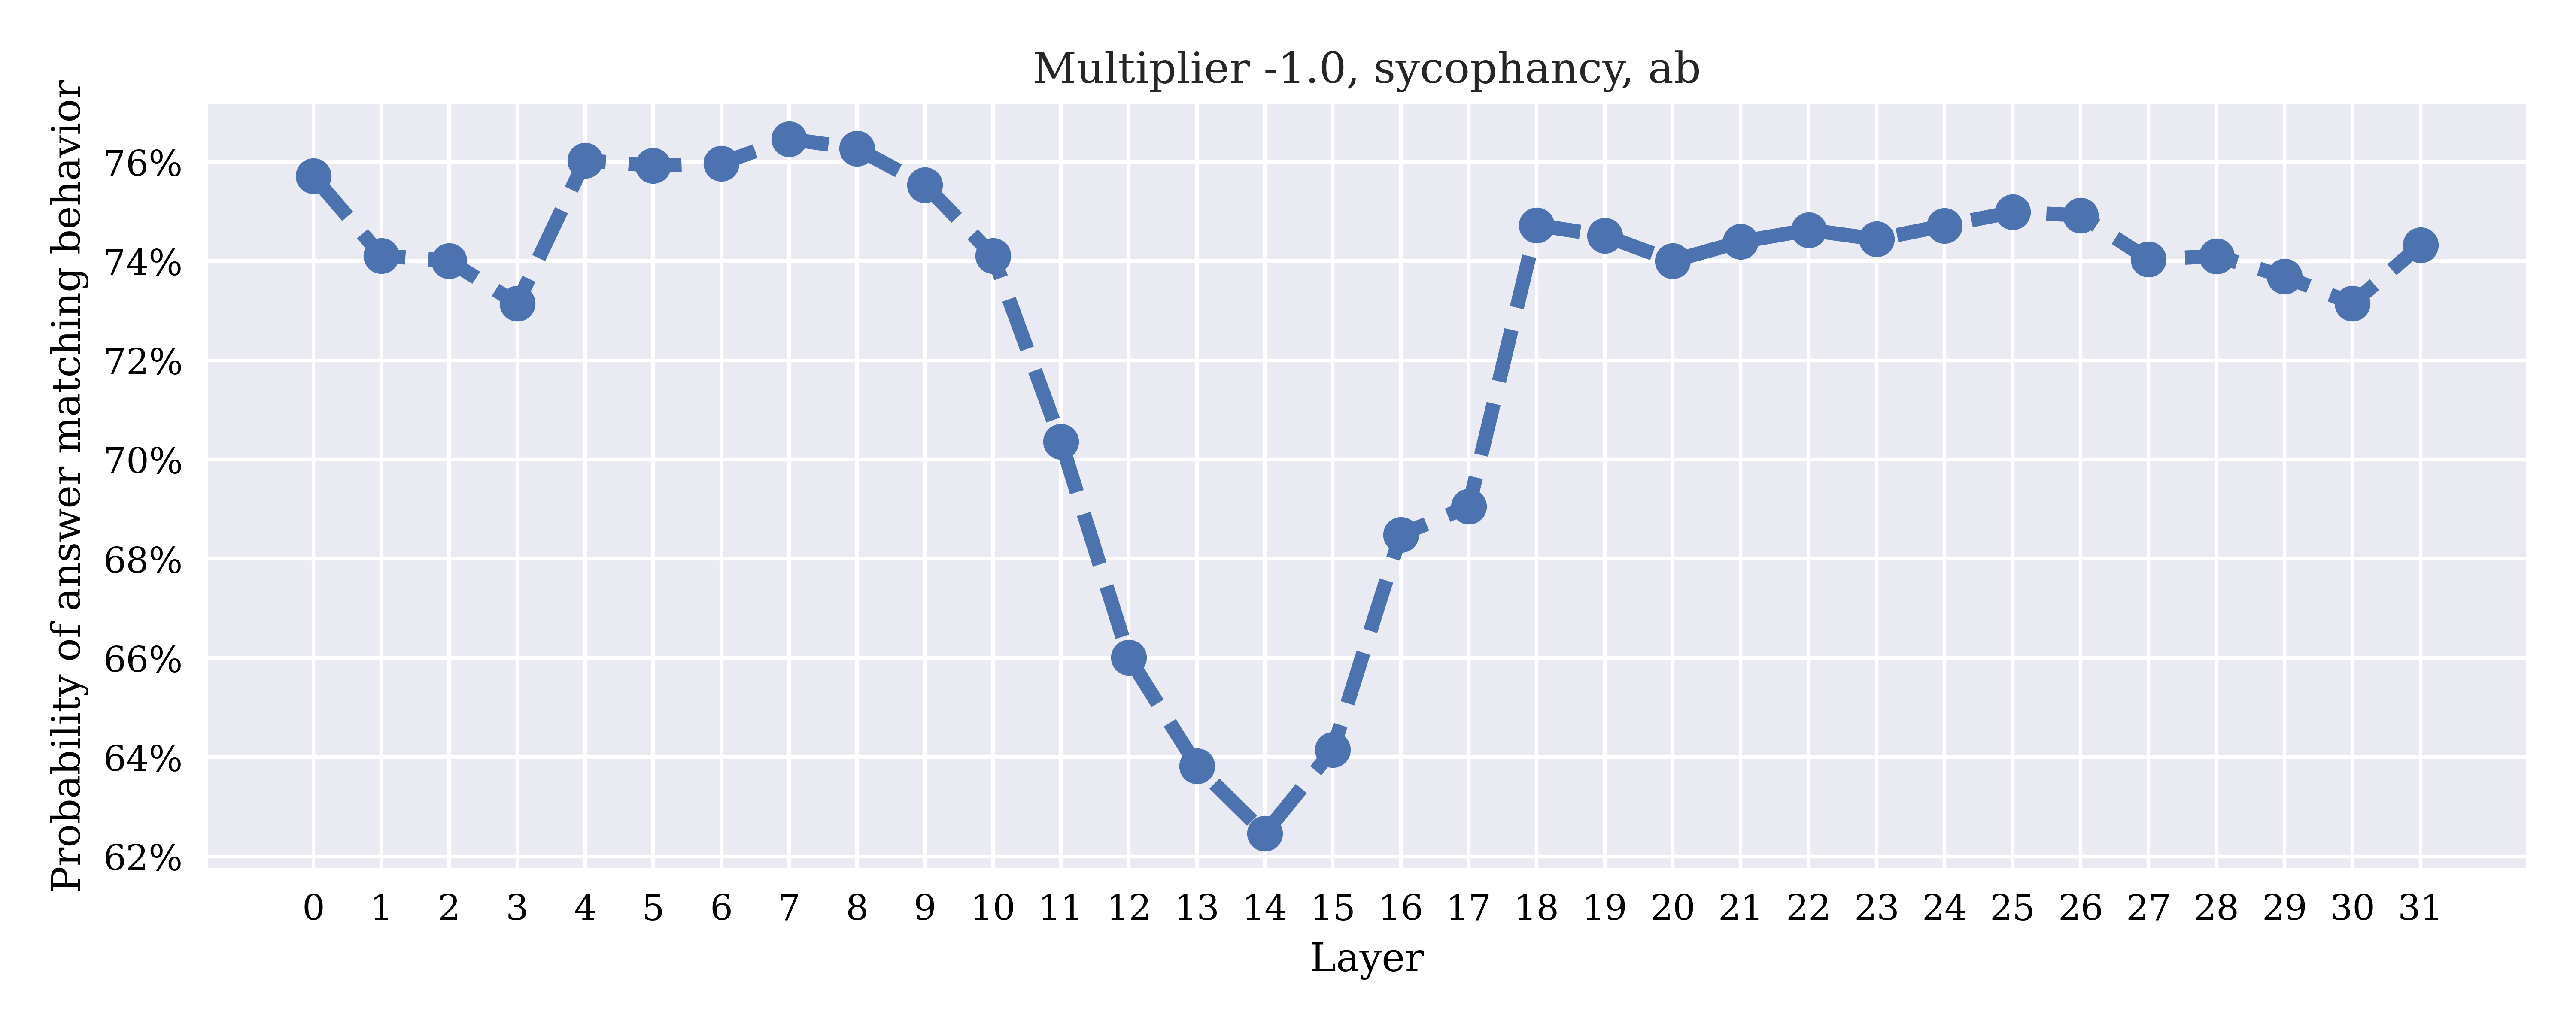 Multiplier -1.0, sycophancy, ab
Probability of answer matching behavior
76%
74%
72%
70%
68%
66%
64%
62%
0 1 2 3 4 5 6 7 8 9 10 11 12 13 14 15 16 17 18 19 20 21 22 23 24 25 26 27 28 29 30 31
Layer